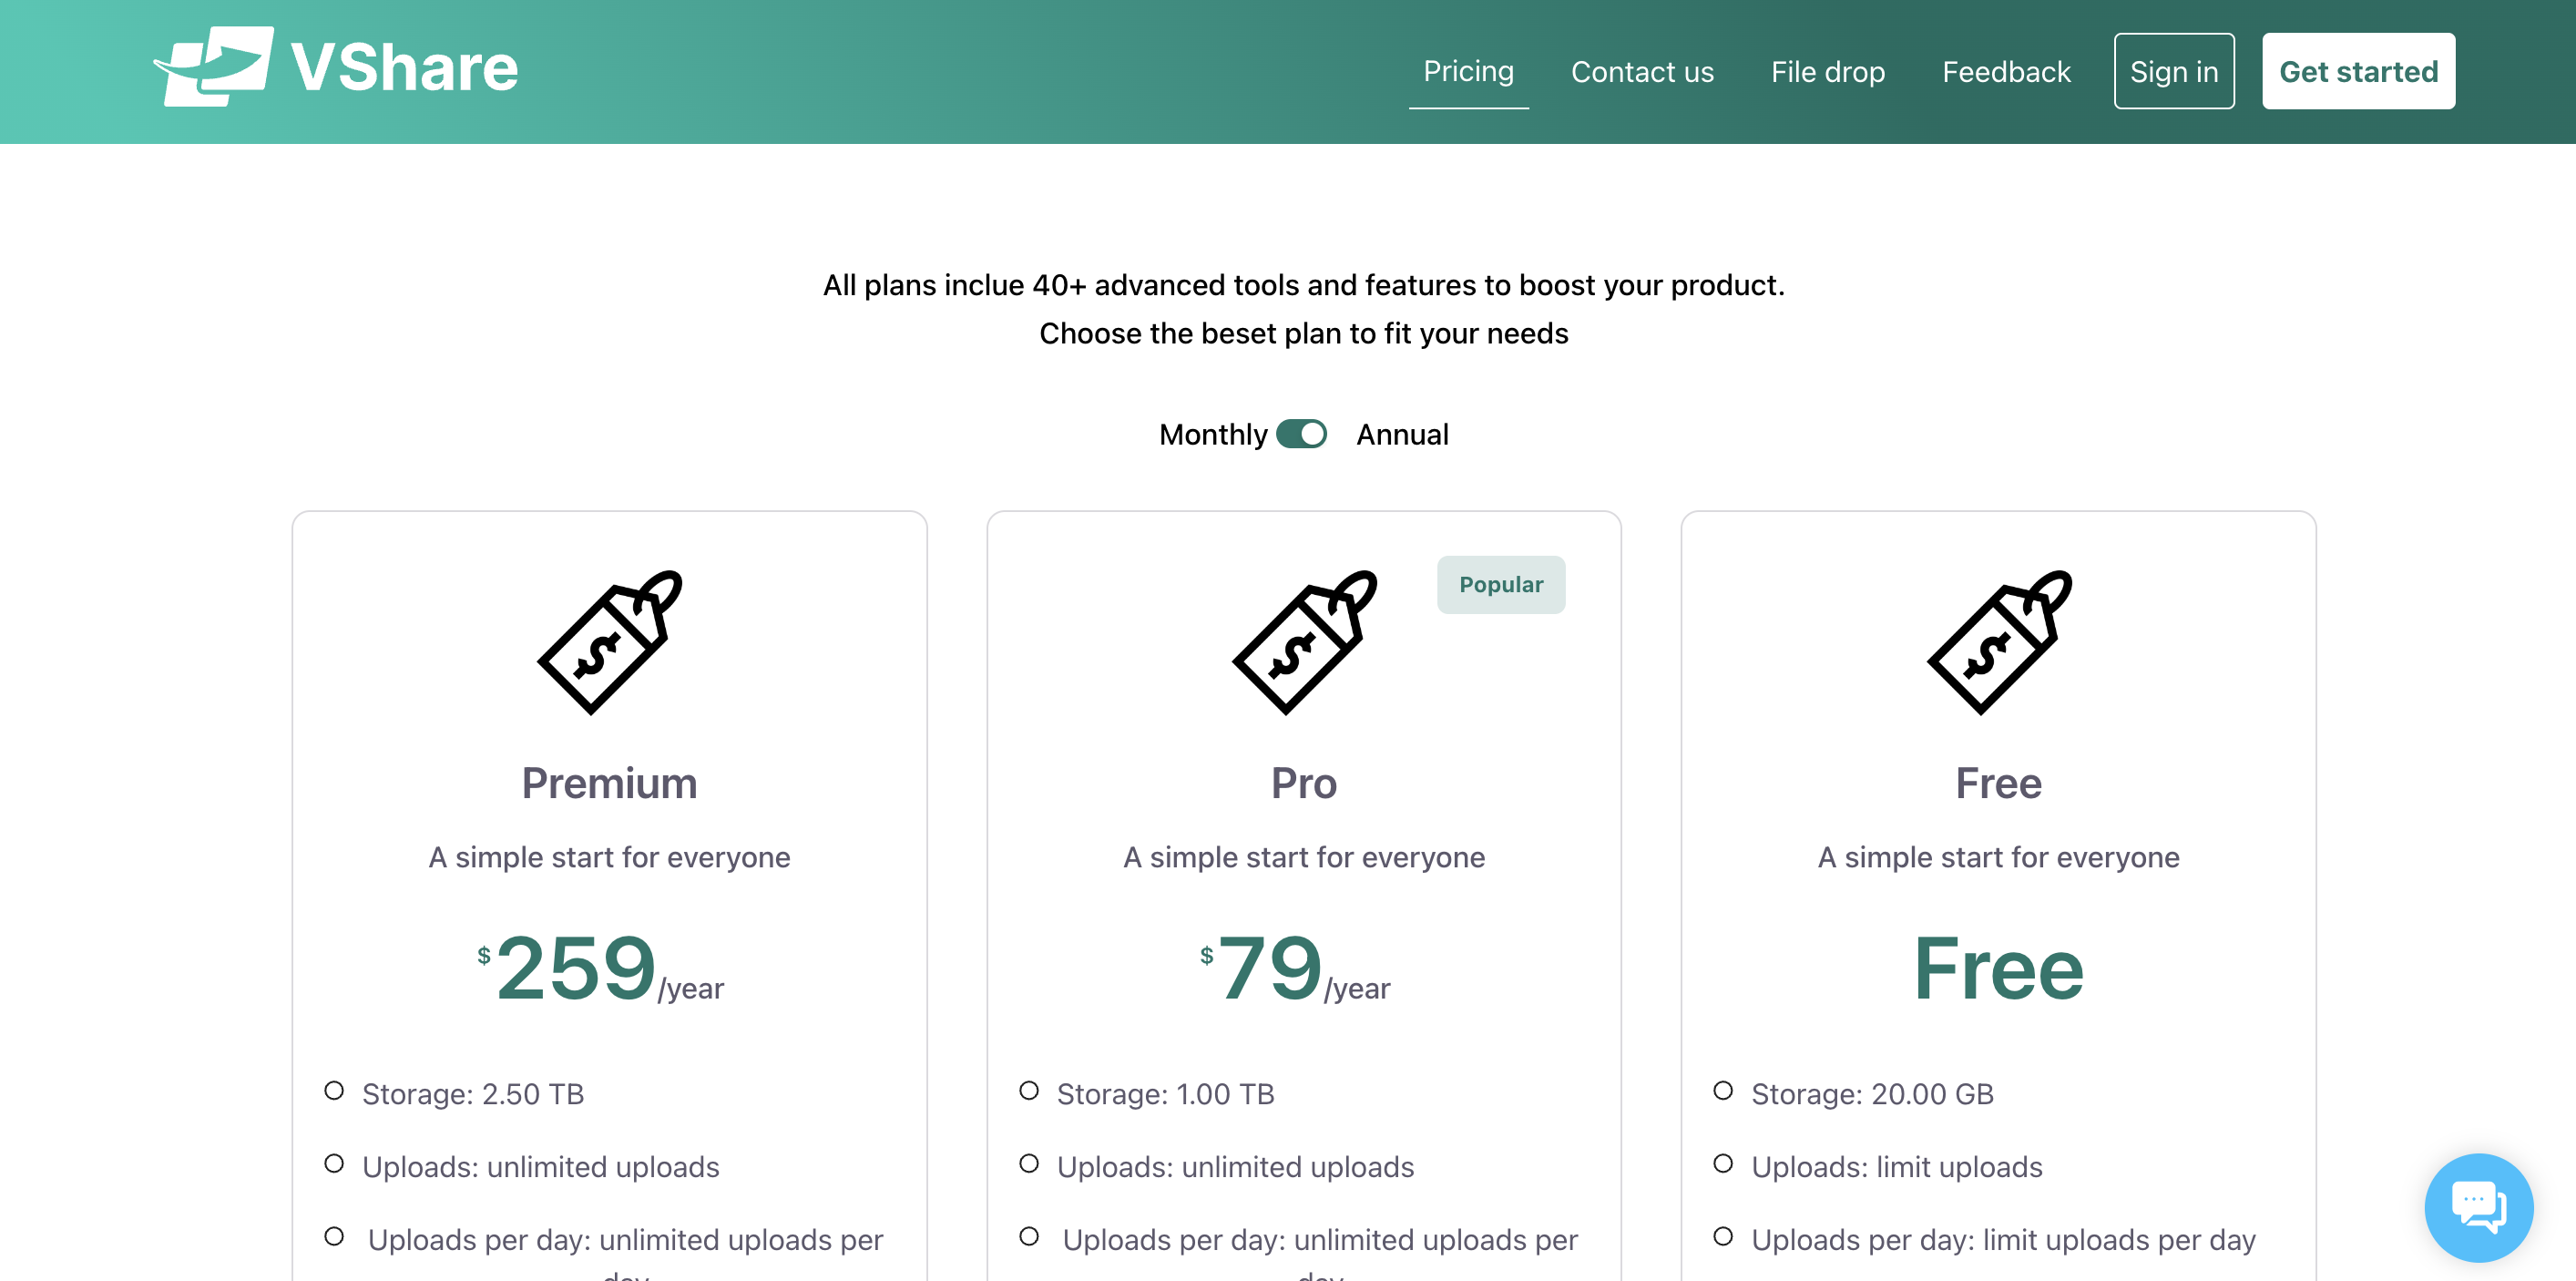 VShare
Pricing Contact us File drop Feedback Sign in Get started
All plans inclue 40+ advanced tools and features to boost your product.
Choose the beset plan to fit your needs
Monthly Annual
Premium
A simple start for everyone
$259/year
Storage: 2.50 TB
Uploads: unlimited uploads
Uploads per day: unlimited uploads per
day
Popular
Pro
A simple start for everyone
$79/year
Storage: 1.00 TB
Uploads: unlimited uploads
Uploads per day: unlimited uploads per
day
Free
A simple start for everyone
Free
Storage: 20.00 GB
Uploads: limit uploads
Uploads per day: limit uploads per day